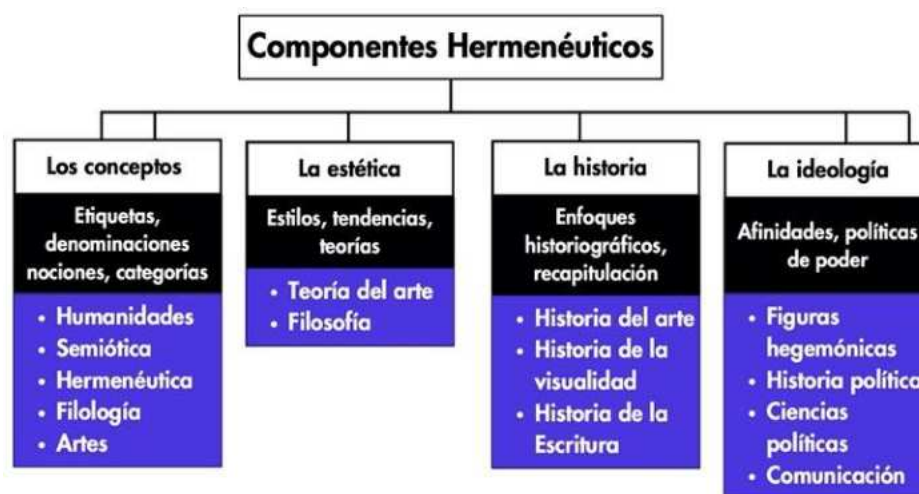 Componentes Hermenéuticos
Los conceptos
Etiquetas,
denominaciones
nociones, categorías
• Humanidades
• Semiótica
• Hermenéutica
• Filología
• Artes
La estética
Estilos, tendencias,
teorías
• Teoría del arte
• Filosofía
La historia
Enfoques
historiográficos,
recapitulación
• Historia del arte
• Historia de la
visualidad
• Historia de la
Escritura
La ideología
Afinidades, políticas
de poder
• Figuras
hegemónicas
• Historia política
• Ciencias
políticas
• Comunicación